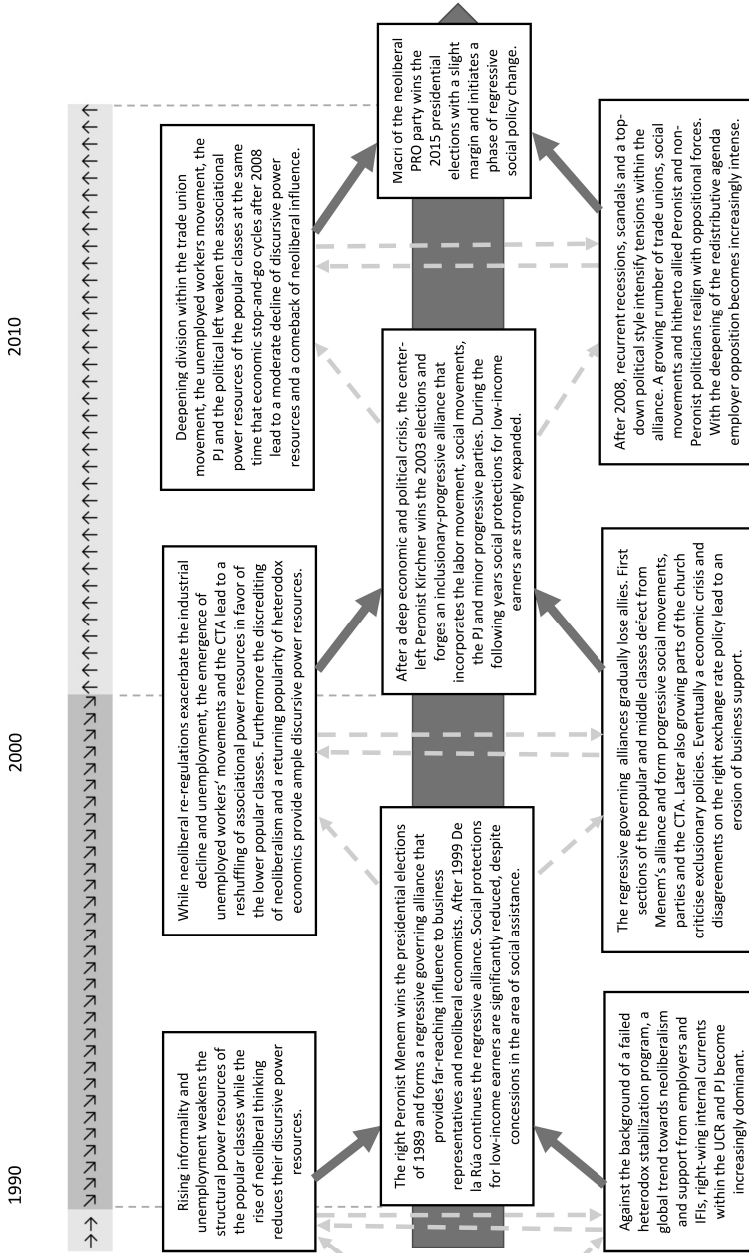 1990
2000
2010
Rising informality and
unemployment weakens the
structural power resources of
the popular classes while the
rise of neoliberal thinking
reduces their discursive power
resources.
While neoliberal re-regulations exacerbate the industrial
decline and unemployment, the emergence of
unemployed workers‘ movements and the CTA lead to a
reshuffling of associational power resources in favor of
the lower popular classes. Furthermore the discrediting
of neoliberalism and a returning popularity of heterodox
economics provide ample discursive power resources.
Deepening division within the trade union
movement, the unemployed workers movement, the
PJ and the political left weaken the associational
power resources of the popular classes at the same
time that economic stop-and-go cycles after 2008
lead to a moderate decline of discursive power
resources and a comeback of neoliberal influence.
The right Peronist Menem wins the presidential elections
of 1989 and forms a regressive governing alliance that
provides far-reaching influence to business
representatives and neoliberal economists. After 1999 De
la Rúa continues the regressive alliance. Social protections
for low-income earners are significantly reduced, despite
concessions in the area of social assistance.
After a deep economic and political crisis, the center-
left Peronist Kirchner wins the 2003 elections and
forges an inclusionary-progressive alliance that
incorporates the labor movement, social movements,
the PJ and minor progressive parties. During the
following years social protections for low-income
earners are strongly expanded.
Macri of the neoliberal
PRO party wins the
2015 presidential
elections with a slight
margin and initiates a
phase of regressive
social policy change.
Against the background of a failed
heterodox stabilization program, a
global trend towards neoliberalism
and support from employers and
IFIs, right-wing internal currents
within the UCR and PJ become
increasingly dominant.
The regressive governing alliances gradually lose allies. First
sections of the popular and middle classes defect from
Menem‘s alliance and form progressive social movements,
parties and the CTA. Later also growing parts of the church
criticise exclusionary policies. Eventually a economic crisis and
disagreements on the right exchange rate policy lead to an
erosion of business support.
After 2008, recurrent recessions, scandals and a top-
down political style intensify tensions within the
alliance. A growing number of trade unions, social
movements and hitherto allied Peronist and non-
Peronist politicians realign with oppositional forces.
With the deepening of the redistributive agenda
employer opposition becomes increasingly intense.